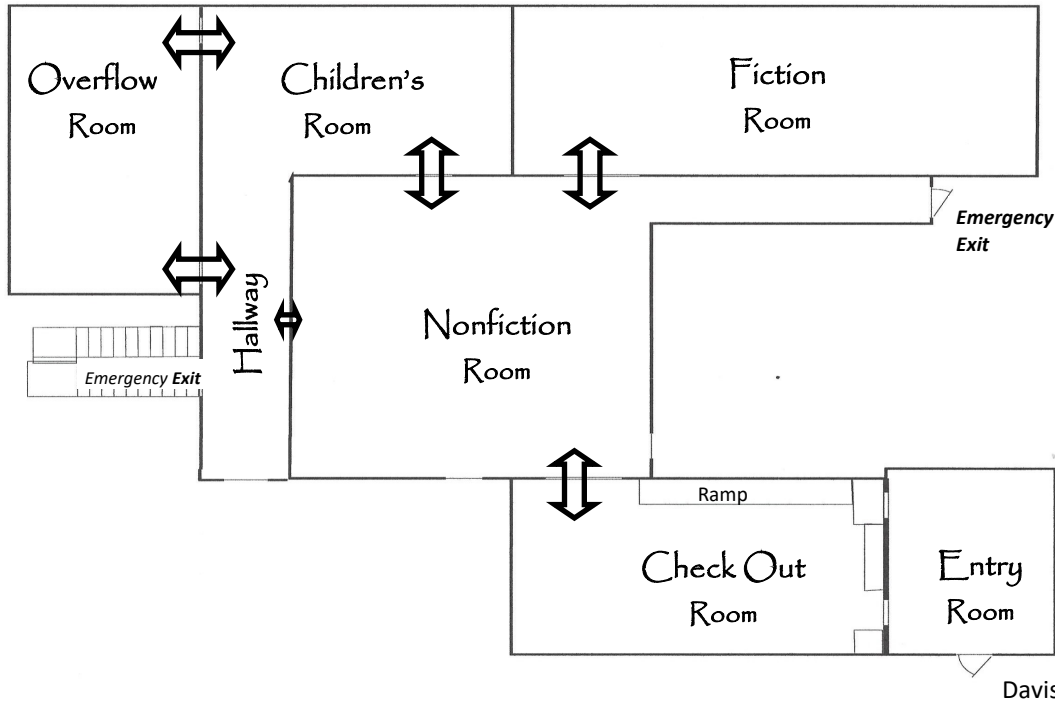 Overflow
Room
Children's
Room
Fiction
Room
Emergency
Exit
Hallway
Nonfiction
Room
Emergency Exit
Ramp
Check Out
Room
Entry
Room
Davis